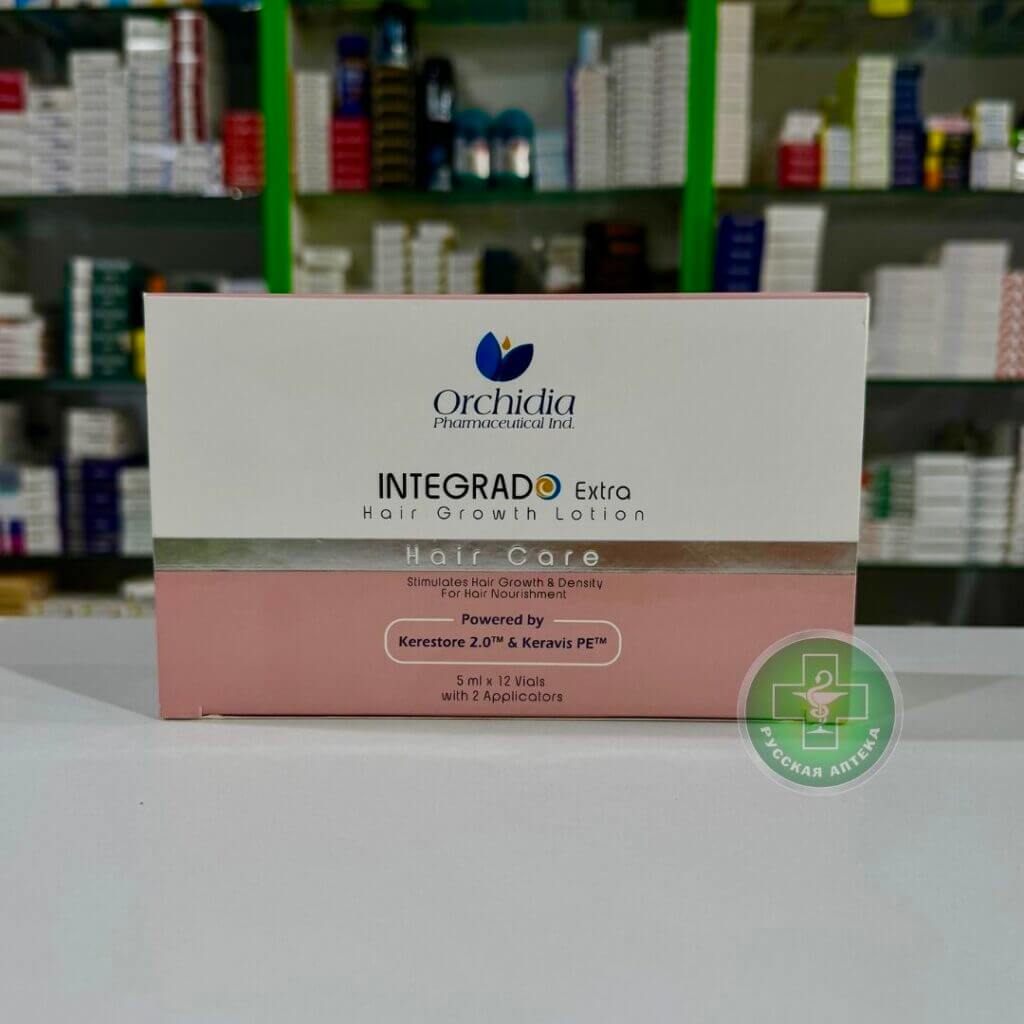 Orchidia
Pharmaceutical Ind.
INTEGRADO Extra
Hair Growth Lotion
Hair Care
Stimulates Hair Growth & Density
For Hair Nourishment
Powered by
Kerestore 2.0™ & Keravis PE™
5 ml x 12 Vials
with 2 Applicators
РУССКАЯ АПТЕКА